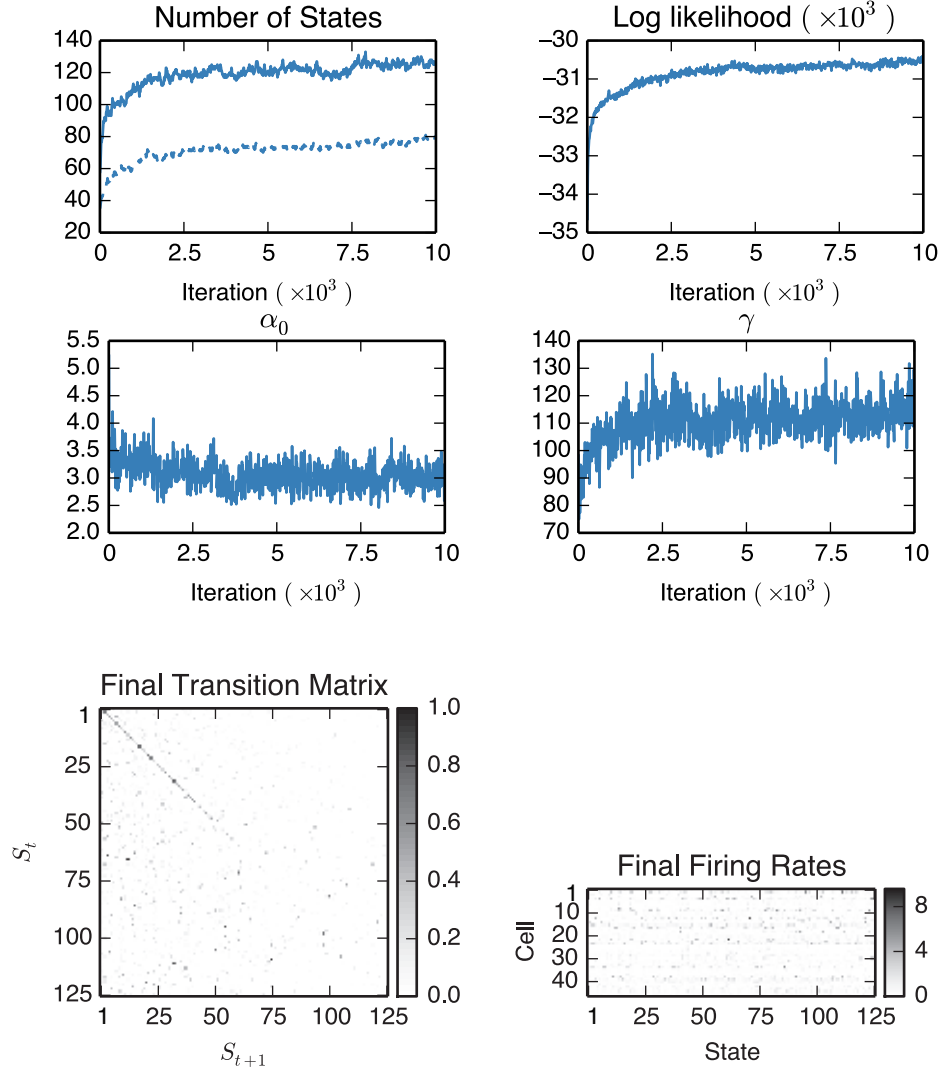 Number of States
140
120
100
80
60
40
20
0 2.5 5 7.5 10
Iteration ( ×10³ )
Log likelihood ( ×10³ )
−30
−31
−32
−33
−34
−35
0 2.5 5 7.5 10
Iteration ( ×10³ )
α₀
5.5
5.0
4.5
4.0
3.5
3.0
2.5
2.0
0 2.5 5 7.5 10
Iteration ( ×10³ )
γ
140
130
120
110
100
90
80
70
0 2.5 5 7.5 10
Iteration ( ×10³ )
Final Transition Matrix
1
25
50
75
100
125
S_t
1 25 50 75 100 125
S_{t+1}
1.0
0.8
0.6
0.4
0.2
0.0
Final Firing Rates
1
10
20
30
40
Cell
1 25 50 75 100 125
State
8
4
0